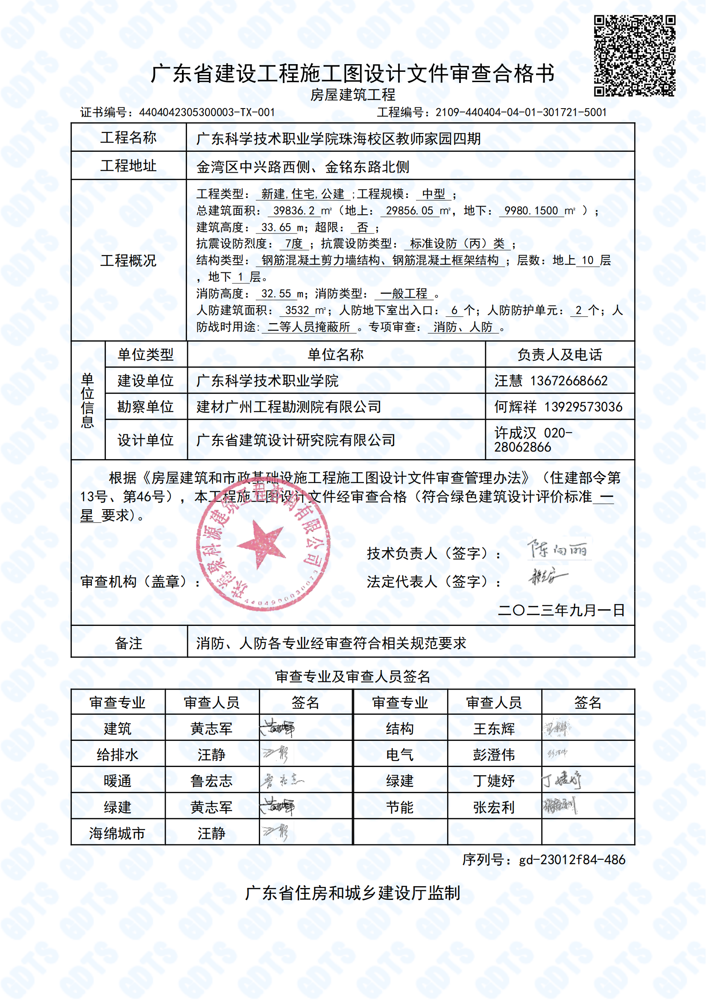 广东省建设工程施工图设计文件审查合格书
房屋建筑工程
证书编号：4404042305300003-TX-001 工程编号：2109-440404-04-01-301721-5001
工程名称 广东科学技术职业学院珠海校区教师家园四期
工程地址 金湾区中兴路西侧、金铭东路北侧
工程概况
工程类型： 新建,住宅,公建 ;工程规模： 中型 ；
总建筑面积： 39836.2 ㎡（地上： 29856.05 ㎡，地下： 9980.1500 ㎡ ）；
建筑高度： 33.65 m；超限： 否 ；
抗震设防烈度： 7度 ；抗震设防类型： 标准设防（丙）类 ；
结构类型： 钢筋混凝土剪力墙结构、钢筋混凝土框架结构 ；层数：地上 10 层
，地下 1 层。
消防高度： 32.55 m；消防类型： 一般工程 。
人防建筑面积： 3532 ㎡；人防地下室出入口： 6 个；人防防护单元： 2 个；人
防战时用途: 二等人员掩蔽所 。专项审查： 消防、人防 。
单位信息
单位类型 单位名称 负责人及电话
建设单位 广东科学技术职业学院 汪慧 13672668662
勘察单位 建材广州工程勘测院有限公司 何辉祥 13929573036
设计单位 广东省建筑设计研究院有限公司 许成汉 020-
28062866
根据《房屋建筑和市政基础设施工程施工图设计文件审查管理办法》（住建部令第
13号、第46号），本工程施工图设计文件经审查合格（符合绿色建筑设计评价标准 一
星 要求）。
珠海聚科源建筑工程咨询有限公司
技术负责人（签字）： 陈向丽
审查机构（盖章）： 法定代表人（签字）：
二〇二三年九月一日
备注 消防、人防各专业经审查符合相关规范要求
审查专业及审查人员签名
审查专业 审查人员 签名 审查专业 审查人员 签名
建筑 黄志军 黄志军 结构 王东辉 王东辉
给排水 汪静 汪静 电气 彭澄伟 彭澄伟
暖通 鲁宏志 鲁宏志 绿建 丁婕妤 丁婕妤
绿建 黄志军 黄志军 节能 张宏利 张宏利
海绵城市 汪静 汪静
序列号：gd-23012f84-486
广东省住房和城乡建设厅监制